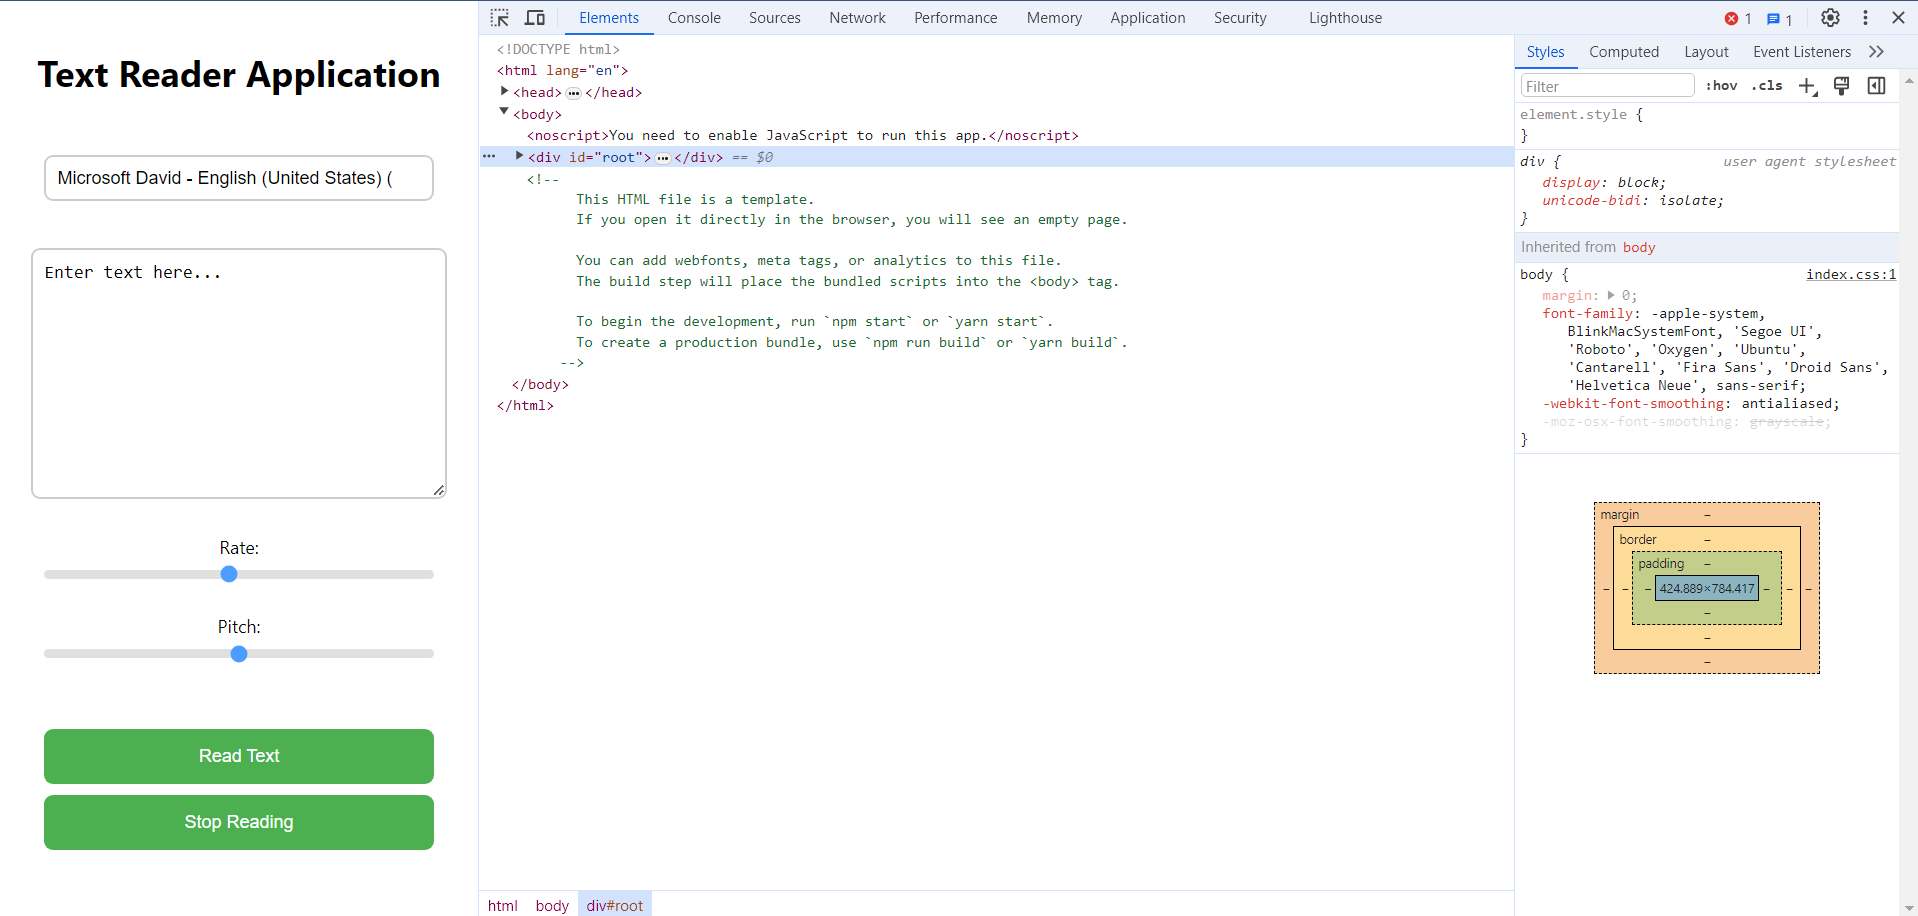 Text Reader Application
Microsoft David - English (United States) (
Enter text here...
Rate:
Pitch:
Read Text
Stop Reading
Elements Console Sources Network Performance Memory Application Security Lighthouse 1 1
<!DOCTYPE html>
<html lang="en">
<head> ••• </head>
<body>
<noscript>You need to enable JavaScript to run this app.</noscript>
••• <div id="root"> ••• </div> == $0
<!--
This HTML file is a template.
If you open it directly in the browser, you will see an empty page.
You can add webfonts, meta tags, or analytics to this file.
The build step will place the bundled scripts into the <body> tag.
To begin the development, run `npm start` or `yarn start`.
To create a production bundle, use `npm run build` or `yarn build`.
-->
</body>
</html>
html body div#root
Styles Computed Layout Event Listeners
Filter :hov .cls
element.style {
}
div { user agent stylesheet
display: block;
unicode-bidi: isolate;
}
Inherited from body
body { index.css:1
margin: 0;
font-family: -apple-system,
BlinkMacSystemFont, 'Segoe UI',
'Roboto', 'Oxygen', 'Ubuntu',
'Cantarell', 'Fira Sans', 'Droid Sans',
'Helvetica Neue', sans-serif;
-webkit-font-smoothing: antialiased;
-moz-osx-font-smoothing: grayscale;
}
margin –
border –
padding –
– – – 424.889×784.417 – – –
–
–
–